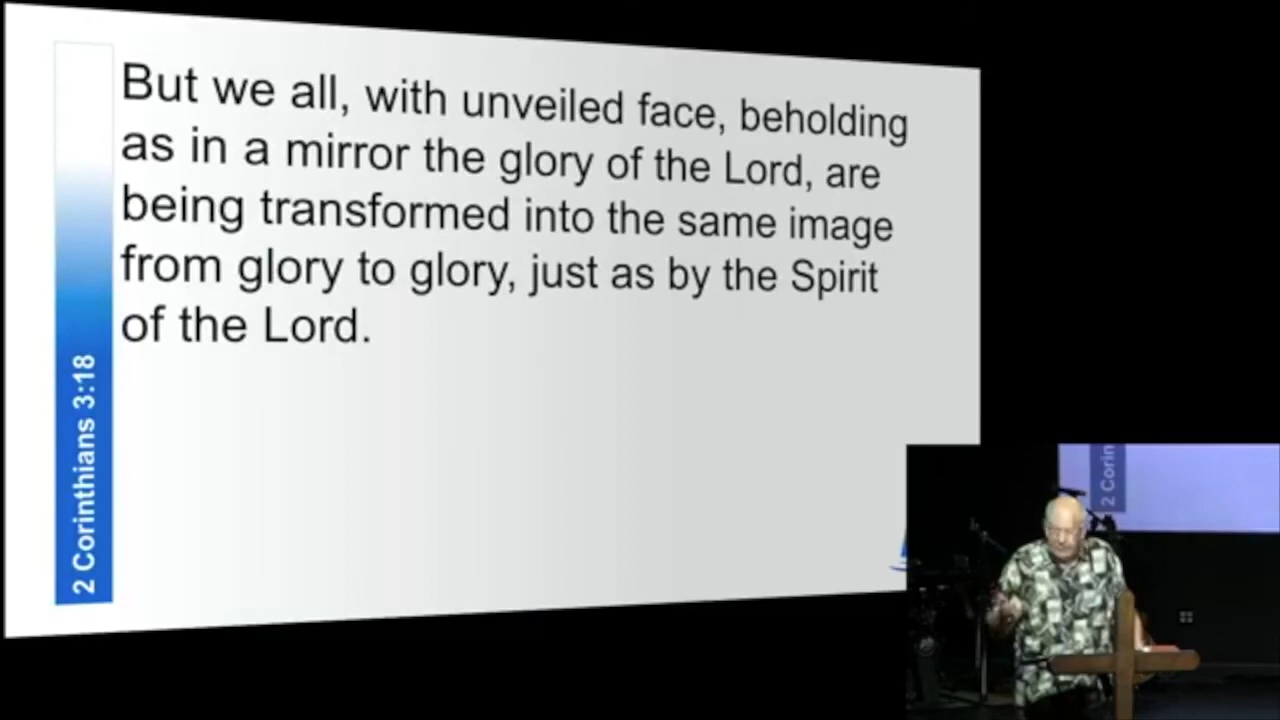 But we all, with unveiled face, beholding
as in a mirror the glory of the Lord, are
being transformed into the same image
from glory to glory, just as by the Spirit
of the Lord.
2 Corinthians 3:18
2 Corin